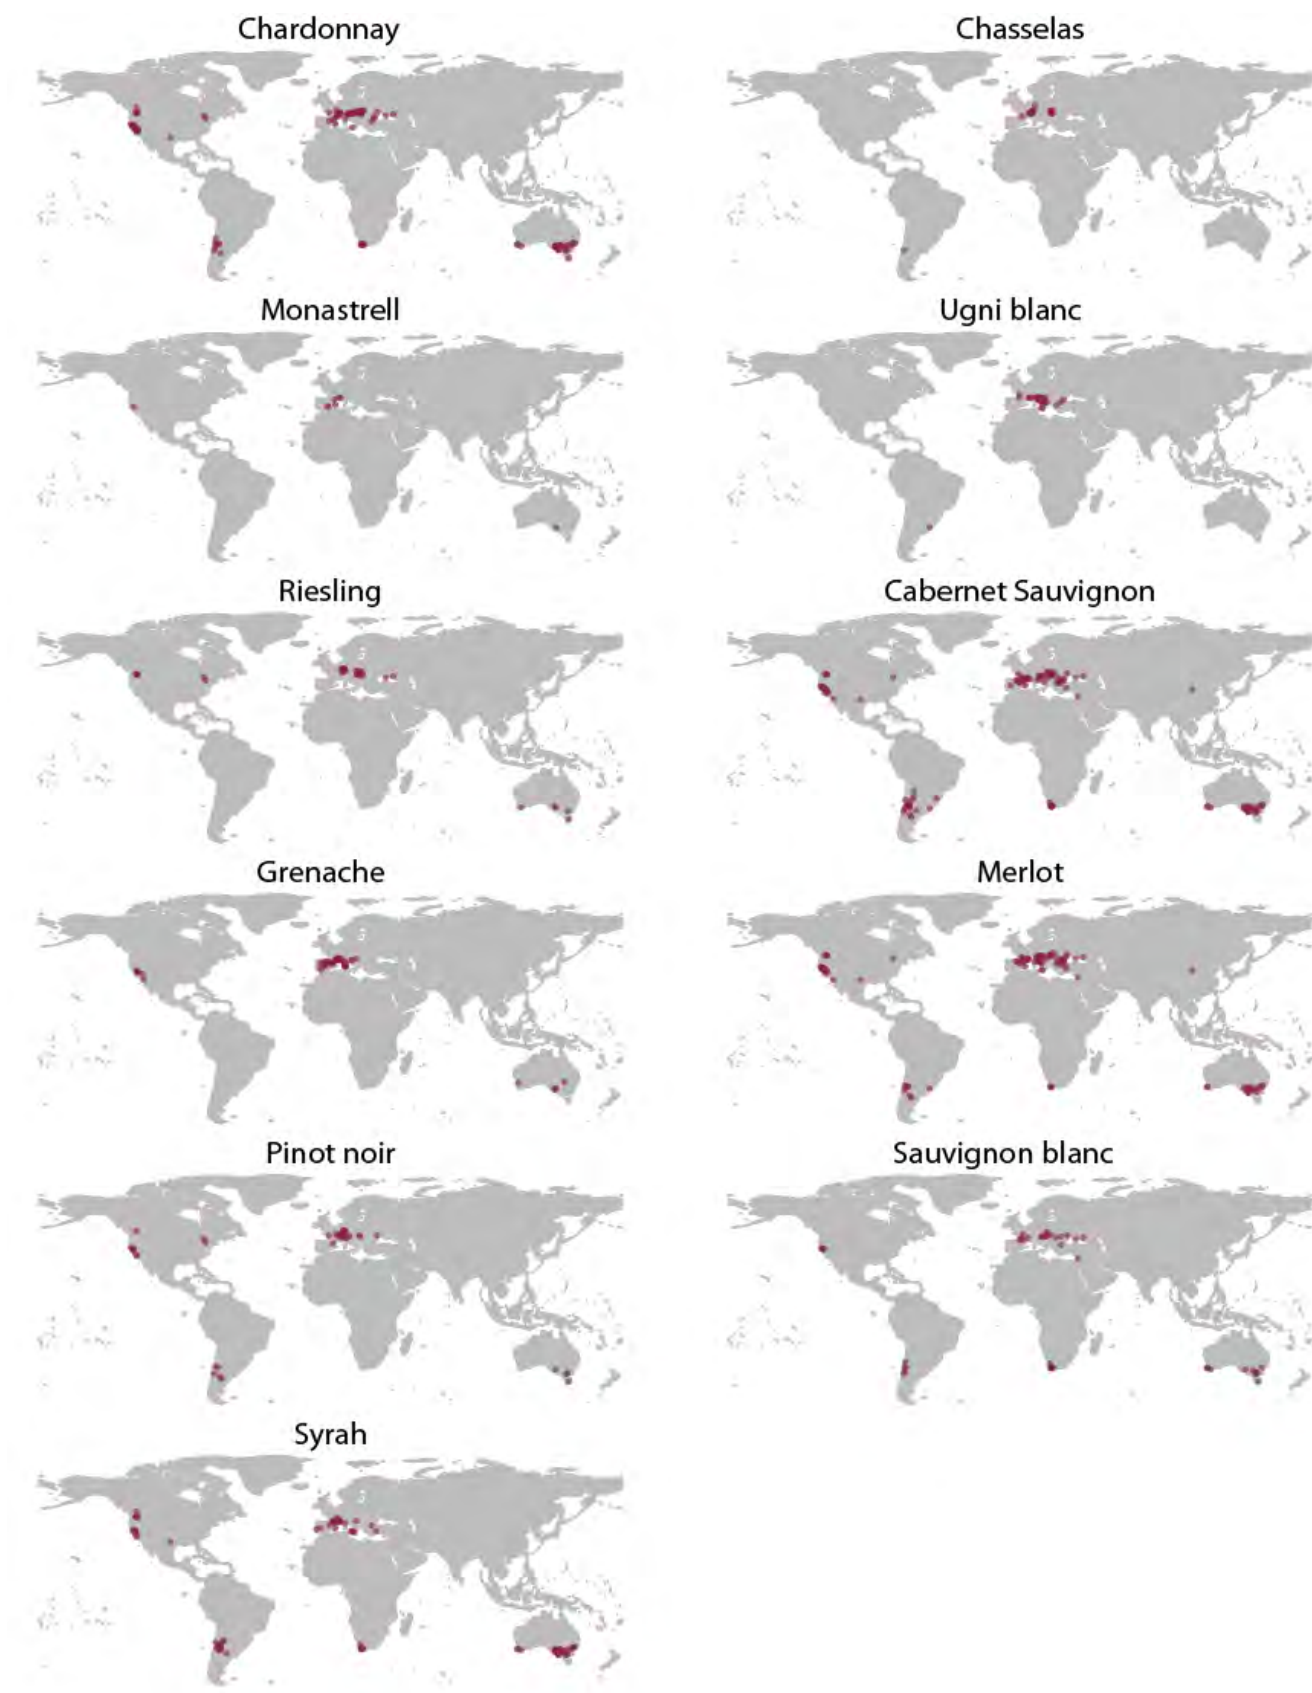 Chardonnay
Chasselas
Monastrell
Ugni blanc
Riesling
Cabernet Sauvignon
Grenache
Merlot
Pinot noir
Sauvignon blanc
Syrah